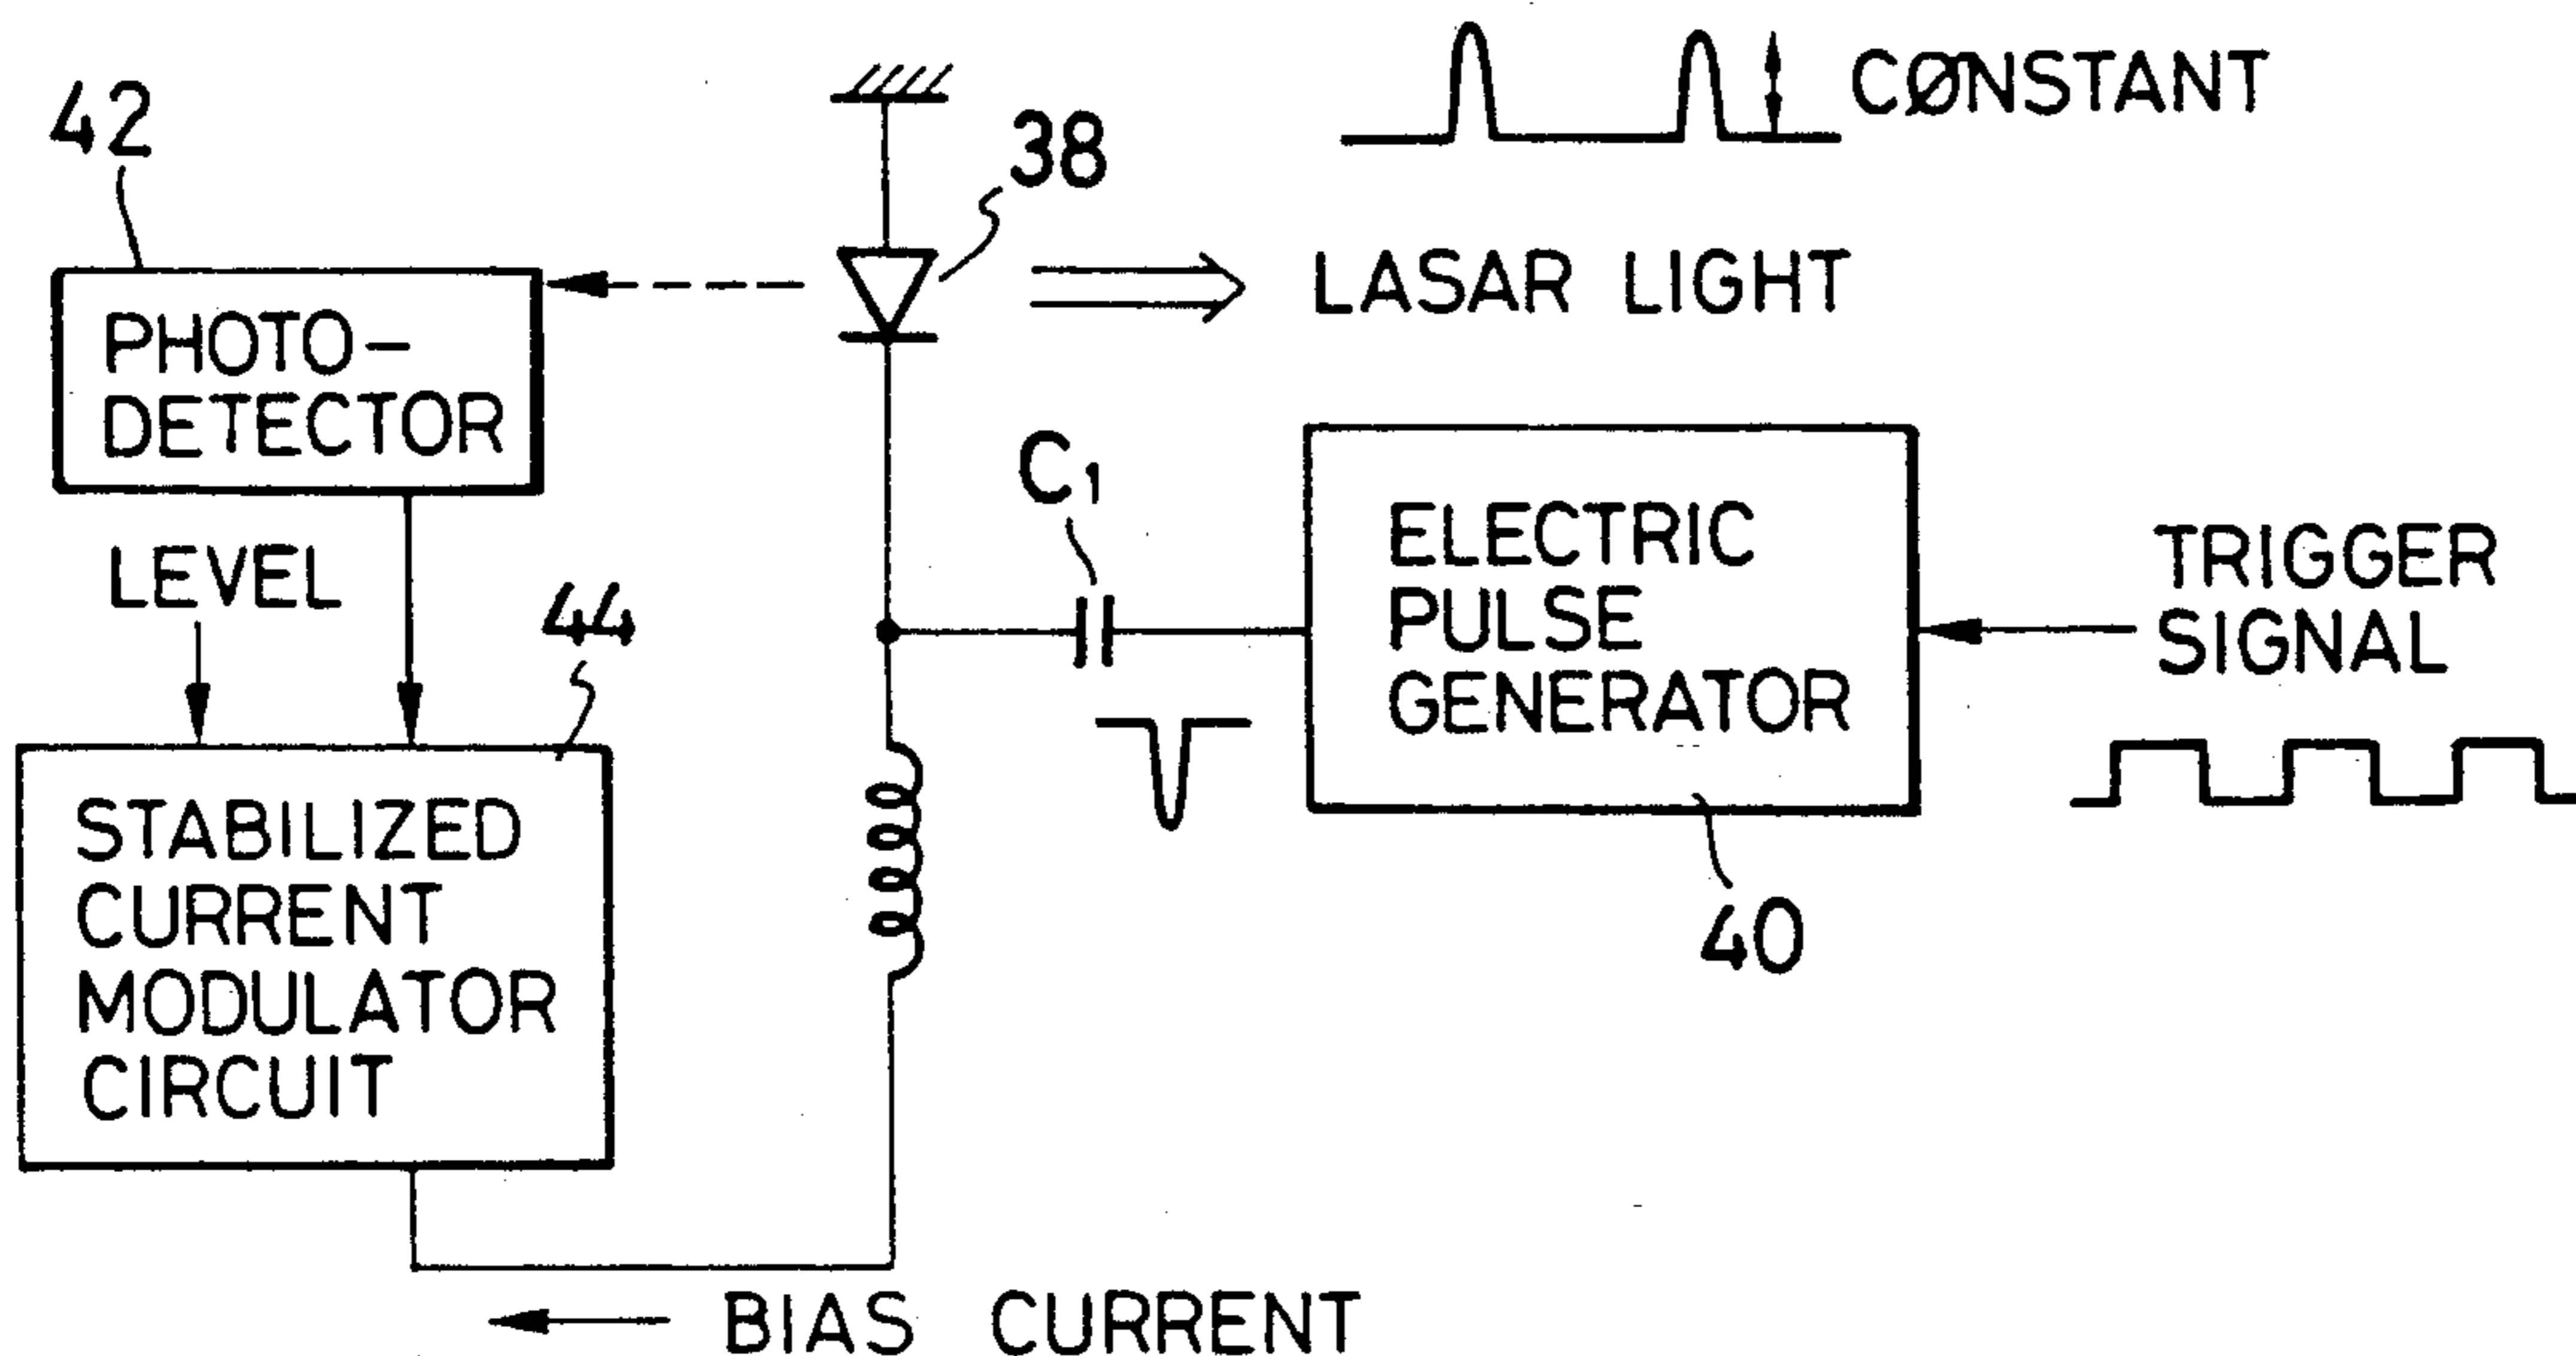 42
38
CØNSTANT
LASAR LIGHT
PHOTO-
DETECTOR
C1
LEVEL
44
ELECTRIC
PULSE
GENERATOR
TRIGGER
SIGNAL
STABILIZED
CURRENT
MODULATOR
CIRCUIT
40
BIAS CURRENT